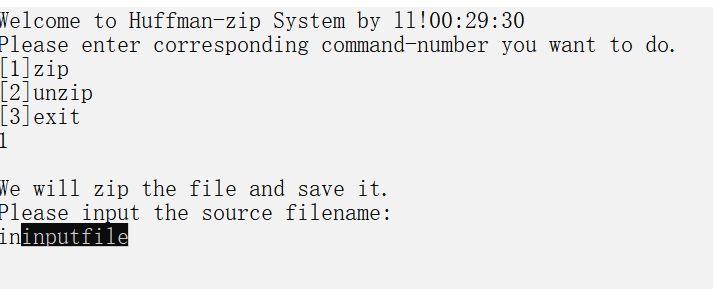 Welcome to Huffman-zip System by ll!00:29:30
Please enter corresponding command-number you want to do.
[1]zip
[2]unzip
[3]exit
1
We will zip the file and save it.
Please input the source filename:
ininputfile